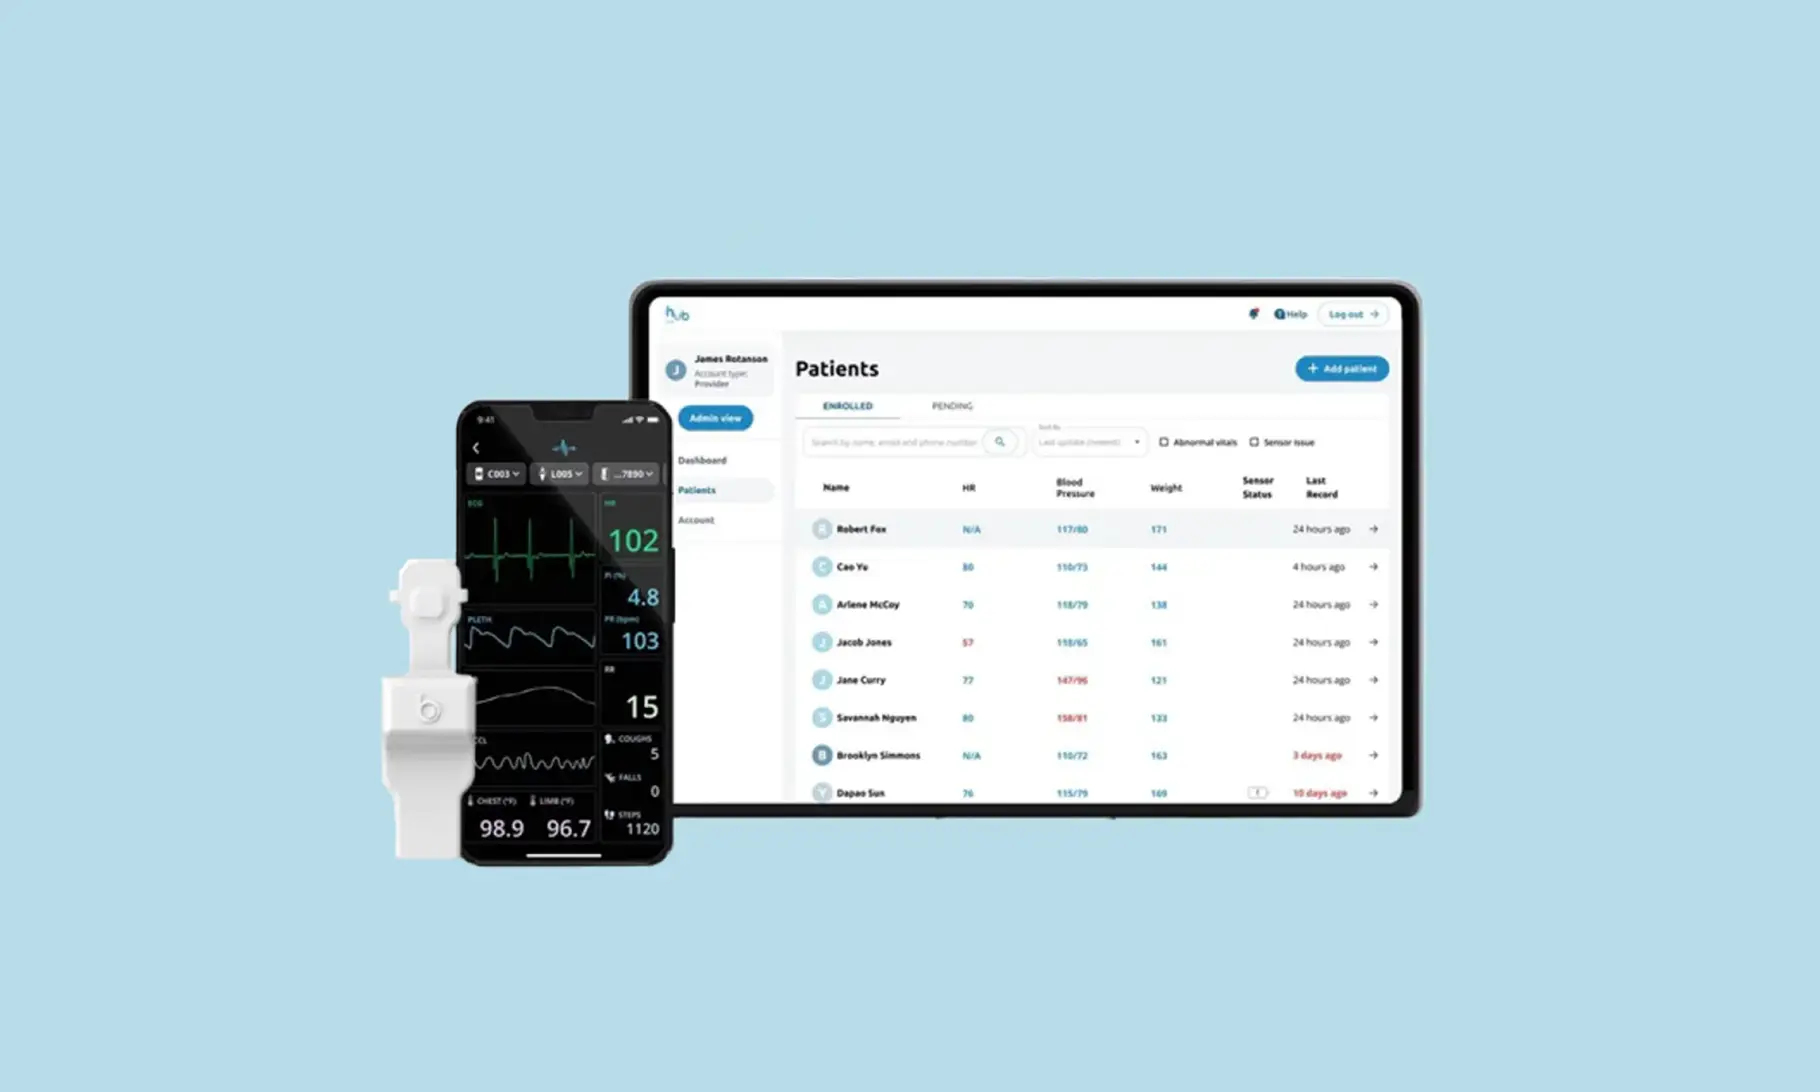 hub
Help
Log out
James Rotanson
Account type:
Provider
Admin view
Dashboard
Patients
Account
Patients
+ Add patient
ENROLLED PENDING
Search by name, email and phone number
Sort By
Last update (newest)
Abnormal vitals
Sensor issue
Name HR Blood Pressure Weight Sensor Status Last Record
R Robert Fox N/A 117/80 171 24 hours ago
C Cao Yu 80 110/73 144 4 hours ago
A Arlene McCoy 70 118/79 138 24 hours ago
J Jacob Jones 57 118/65 161 24 hours ago
J Jane Curry 77 147/96 121 24 hours ago
S Savannah Nguyen 80 158/81 133 24 hours ago
B Brooklyn Simmons N/A 110/72 163 3 days ago
Y Dapao Sun 76 115/79 169 10 days ago
9:41
C003 L005 ...7890
ECG
HR
102
PI (%)
4.8
PLETH
PR (bpm)
103
RR
15
COUGHS
5
FALLS
0
CHEST (°F) LIMB (°F)
98.9 96.7
STEPS
1120
b